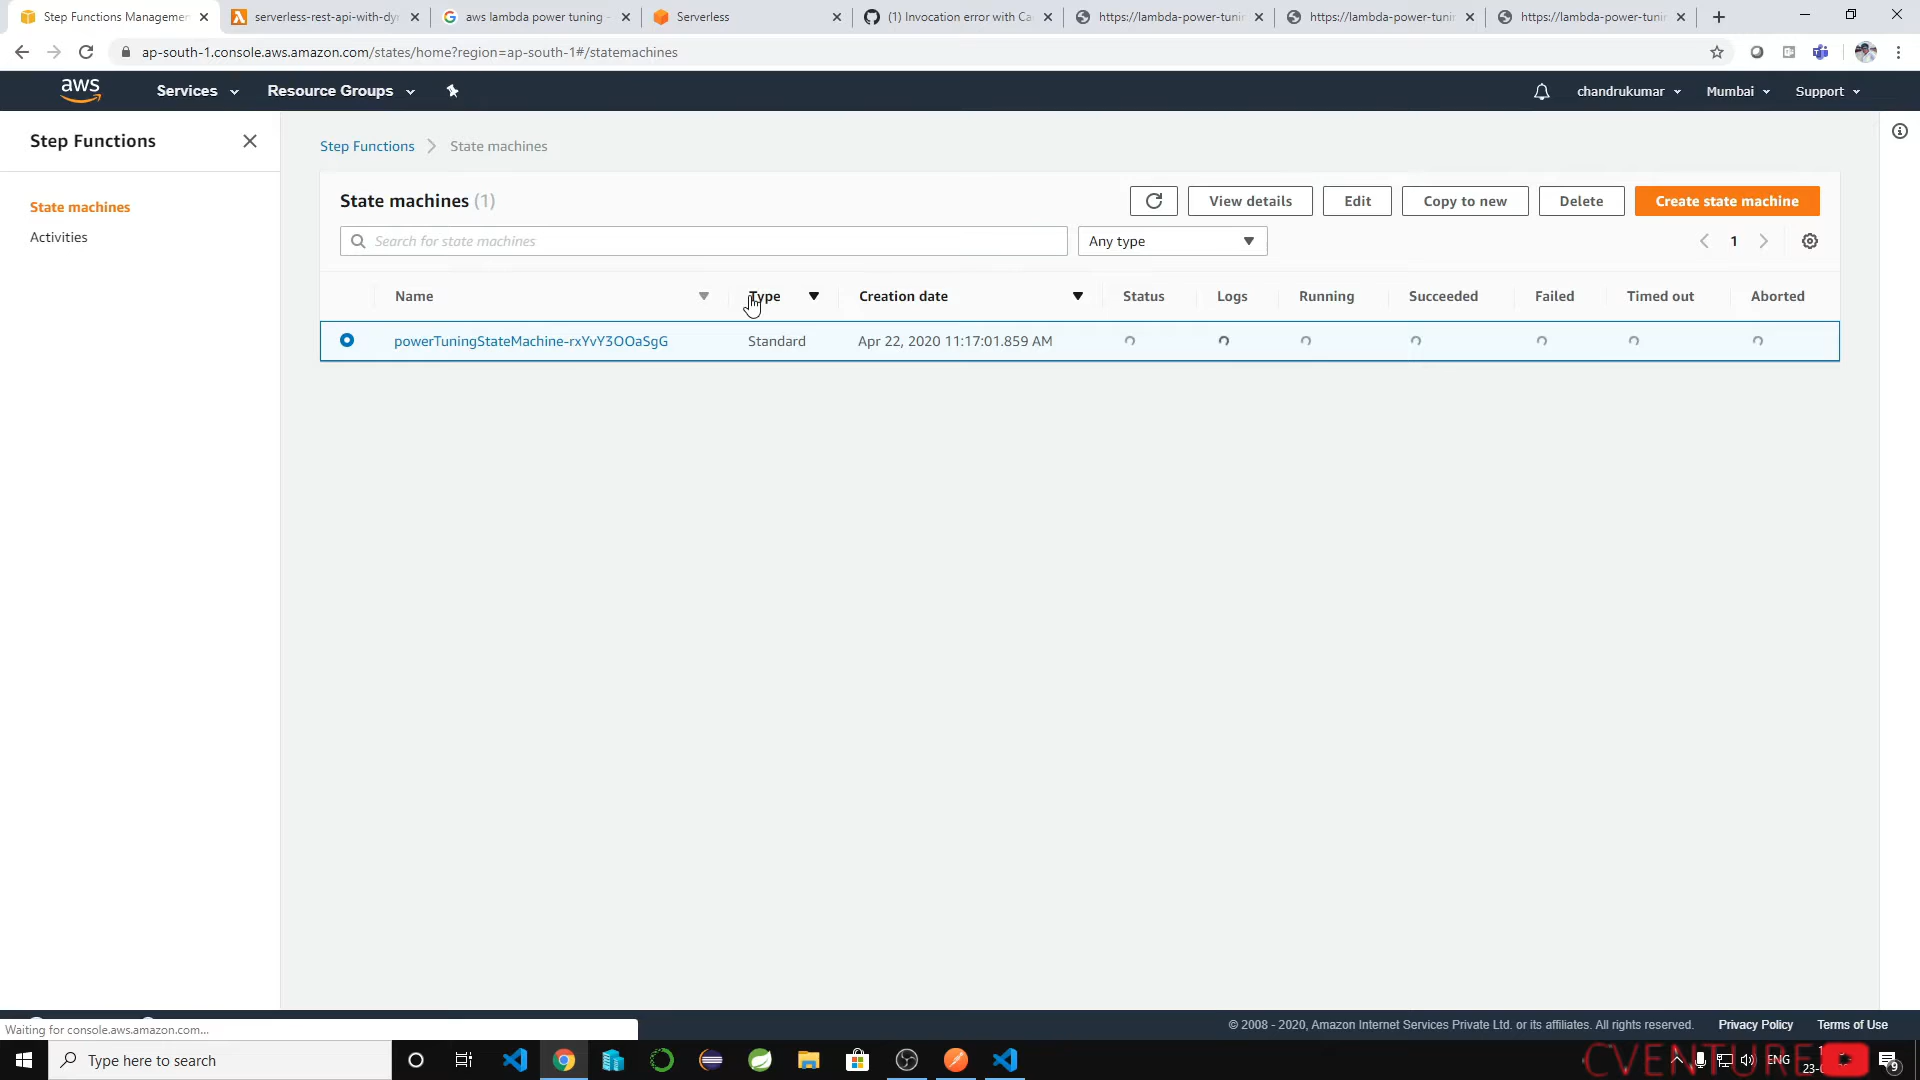 Step Functions Managemen
serverless-rest-api-with-dyn
aws lambda power tuning -
Serverless
(1) Invocation error with Ca
https://lambda-power-tunin
https://lambda-power-tunin
https://lambda-power-tunin
ap-south-1.console.aws.amazon.com/states/home?region=ap-south-1#/statemachines
aws
Services
Resource Groups
chandrukumar
Mumbai
Support
Step Functions
State machines
Activities
Step Functions > State machines
State machines (1)
View details
Edit
Copy to new
Delete
Create state machine
Search for state machines
Any type
1
Name
Type
Creation date
Status
Logs
Running
Succeeded
Failed
Timed out
Aborted
powerTuningStateMachine-rxYvY3OOaSgG
Standard
Apr 22, 2020 11:17:01.859 AM
Waiting for console.aws.amazon.com...
© 2008 - 2020, Amazon Internet Services Private Ltd. or its affiliates. All rights reserved.
Privacy Policy
Terms of Use
Type here to search
CVENTURE
ENG
9